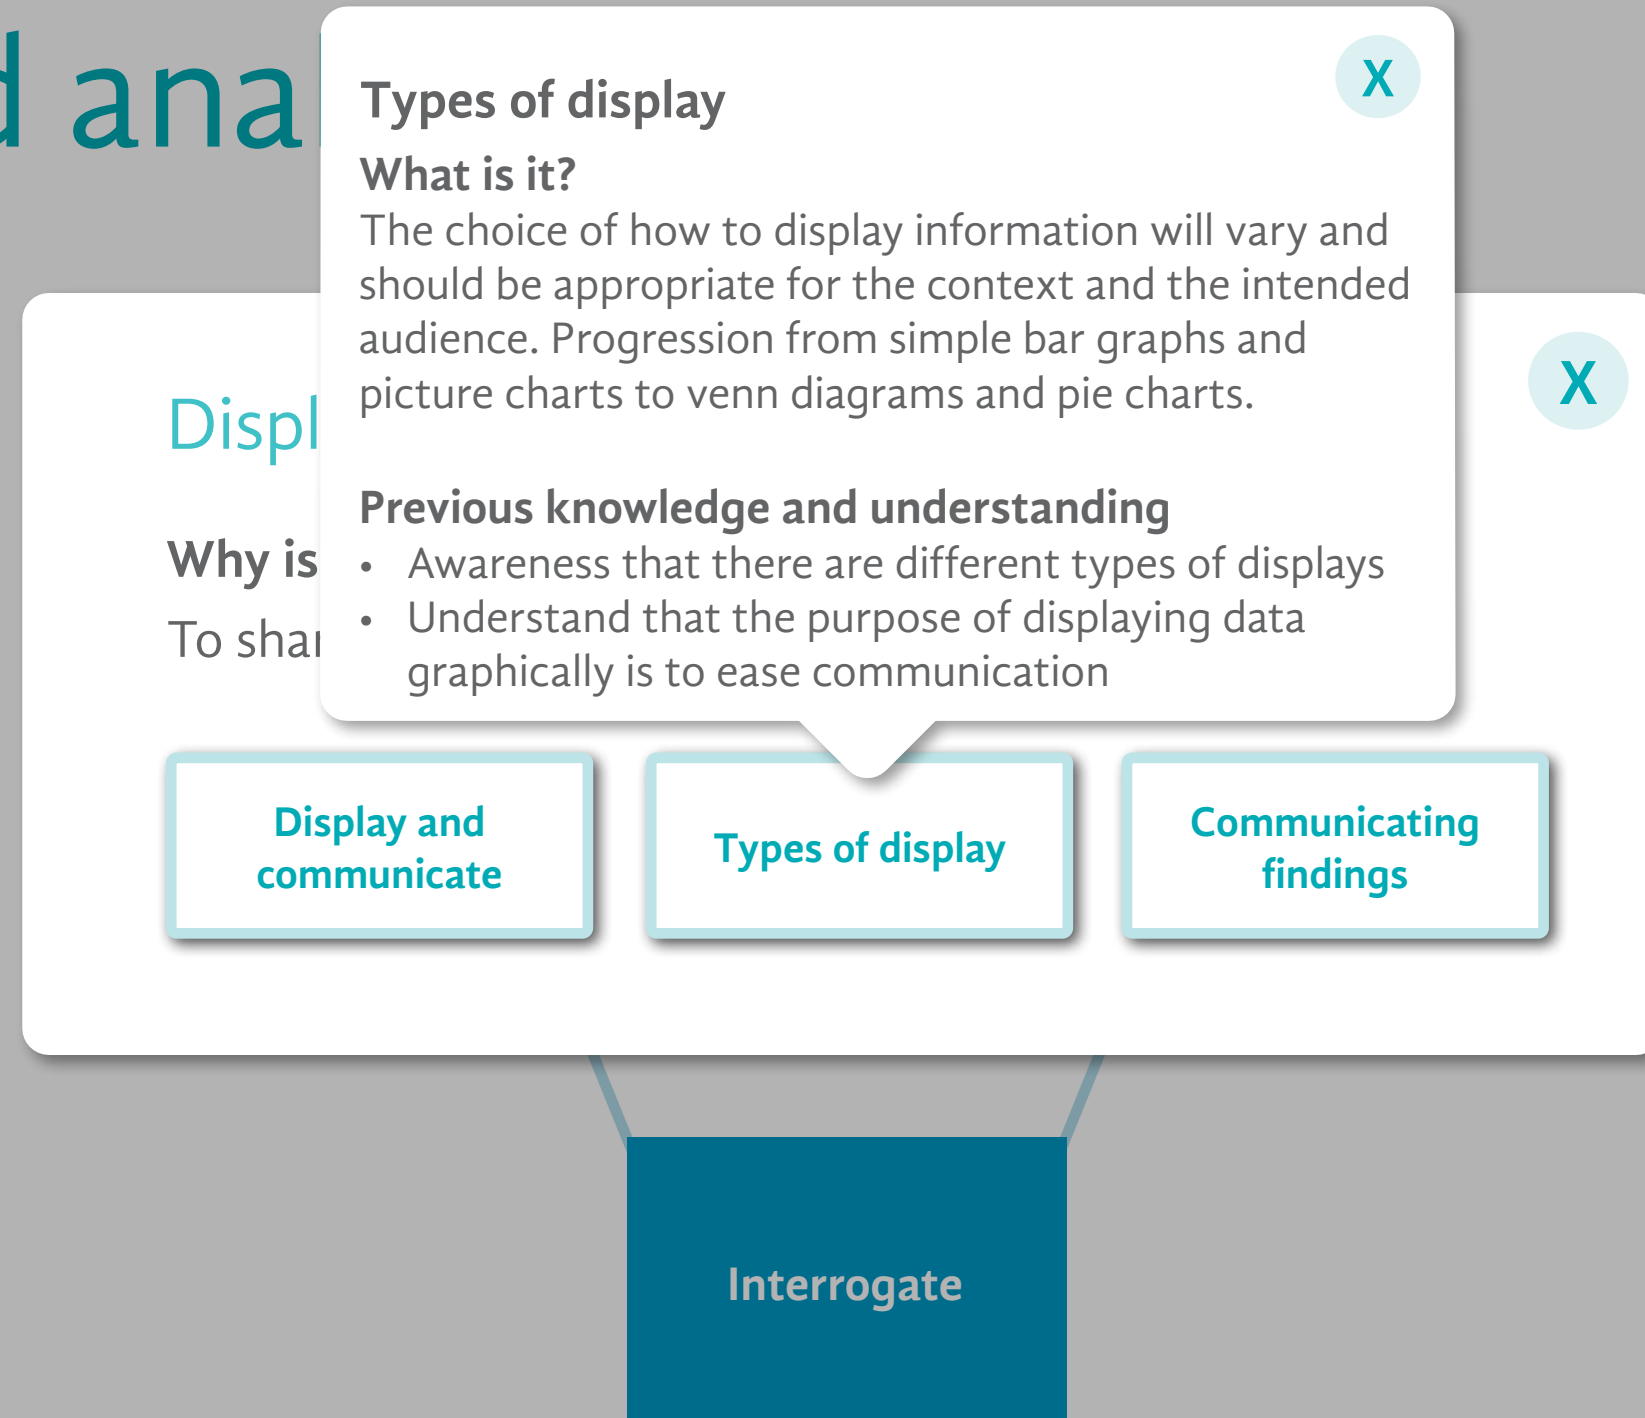 ana
Types of display
X
What is it?
The choice of how to display information will vary and
should be appropriate for the context and the intended
audience. Progression from simple bar graphs and
picture charts to venn diagrams and pie charts.
Previous knowledge and understanding
• Awareness that there are different types of displays
• Understand that the purpose of displaying data
graphically is to ease communication
X
Displ
Why is
To shar
Display and
communicate
Types of display
Communicating
findings
Interrogate